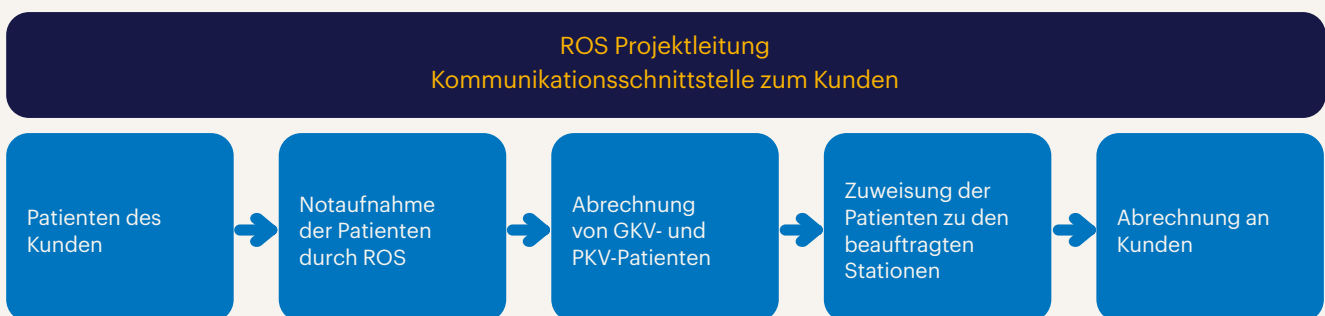 ROS Projektleitung
Kommunikationsschnittstelle zum Kunden
Patienten des
Kunden
Notaufnahme
der Patienten
durch ROS
Abrechnung
von GKV- und
PKV-Patienten
Zuweisung der
Patienten zu den
beauftragten
Stationen
Abrechnung an
Kunden